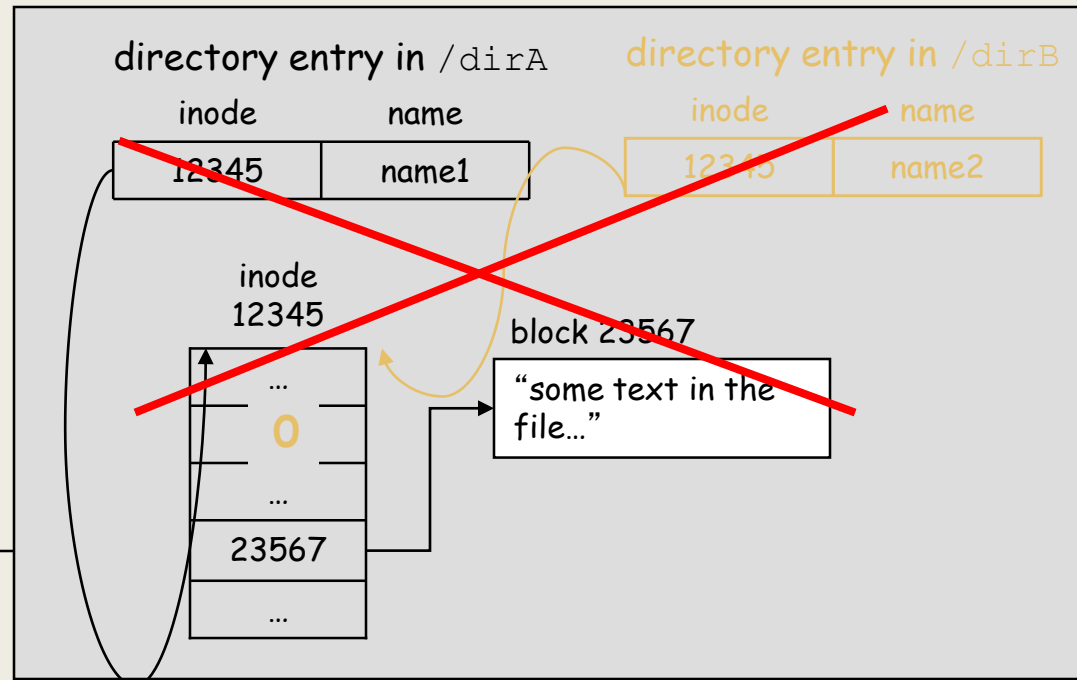 directory entry in /dirA
directory entry in /dirB
inode name
inode name
12345 name1
12345 name2
inode
12345
block 23567
…
“some text in the
file…”
0
…
23567
…